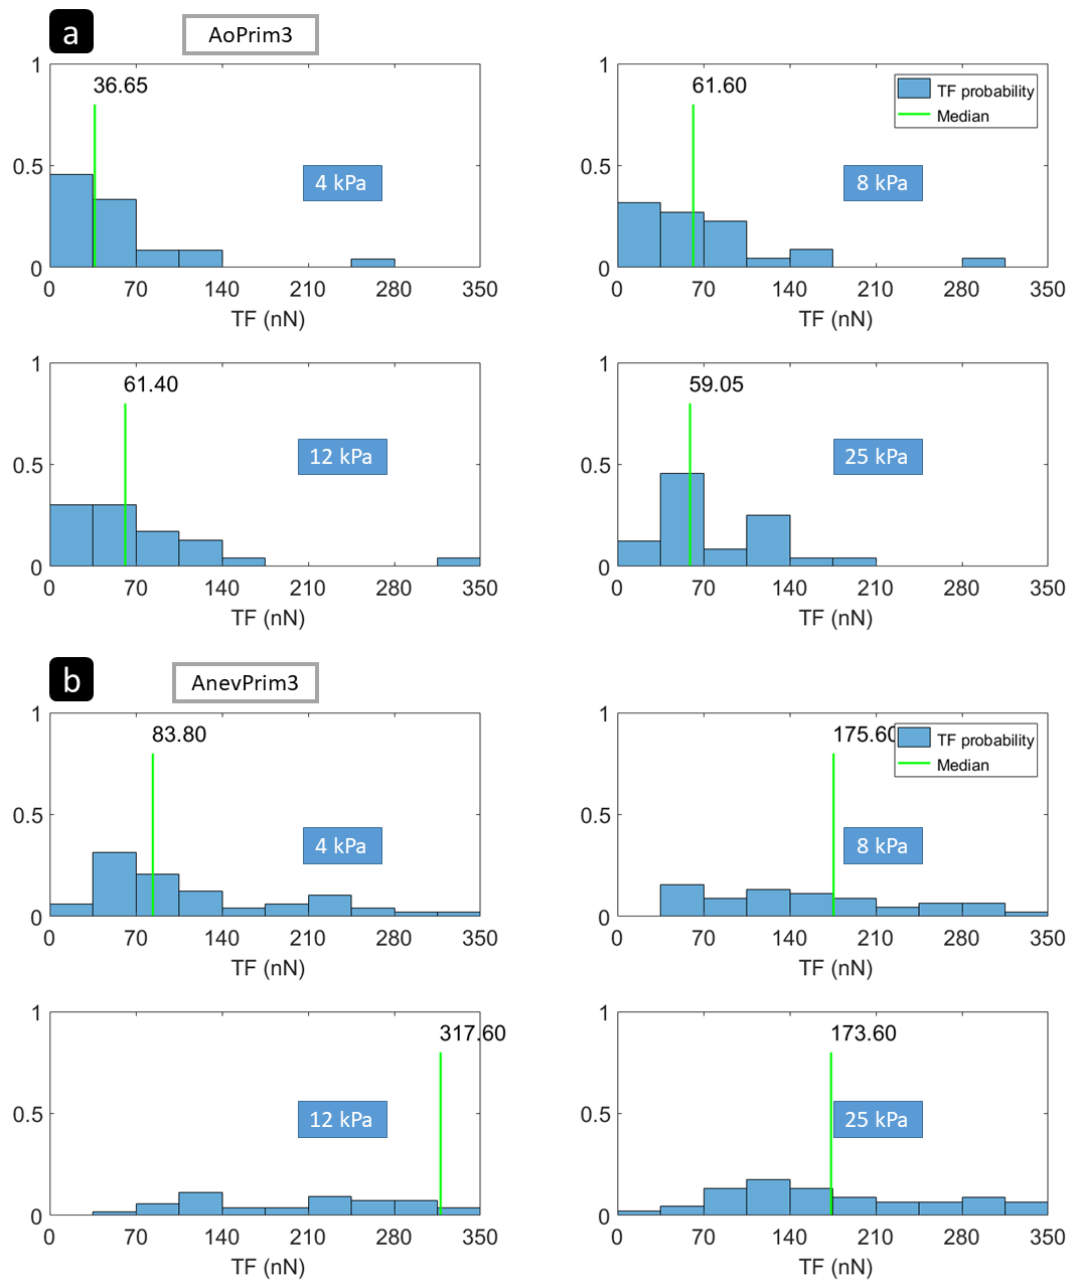 a
AoPrim3
1
0.5
0
36.65
4 kPa
0 70 140 210 280 350
TF (nN)
61.60
TF probability
Median
8 kPa
0 70 140 210 280 350
TF (nN)
1
0.5
0
1
0.5
0
61.40
12 kPa
0 70 140 210 280 350
TF (nN)
1
0.5
0
59.05
25 kPa
0 70 140 210 280 350
TF (nN)
b
AnevPrim3
1
0.5
0
83.80
4 kPa
0 70 140 210 280 350
TF (nN)
1
0.5
0
175.60
TF probability
Median
8 kPa
0 70 140 210 280 350
TF (nN)
1
0.5
0
317.60
12 kPa
0 70 140 210 280 350
TF (nN)
1
0.5
0
173.60
25 kPa
0 70 140 210 280 350
TF (nN)